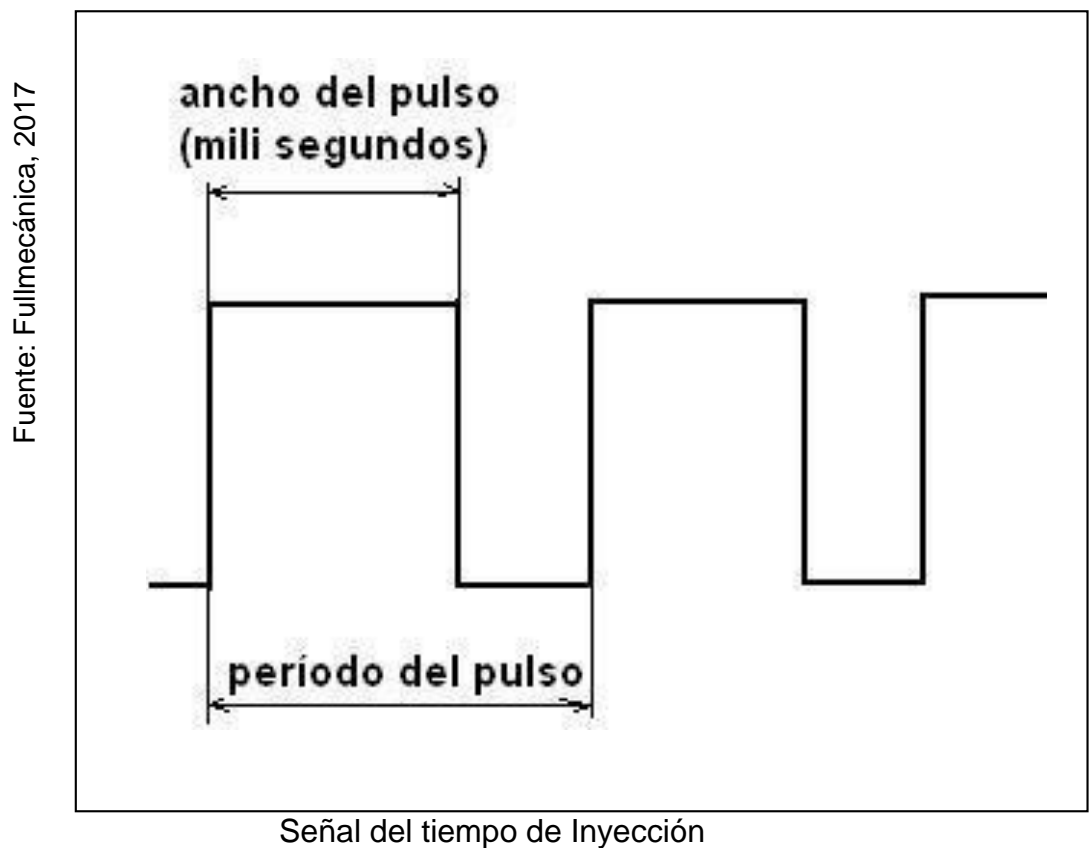 Fuente: Fullmecánica, 2017
ancho del pulso
(mili segundos)
período del pulso
Señal del tiempo de Inyección